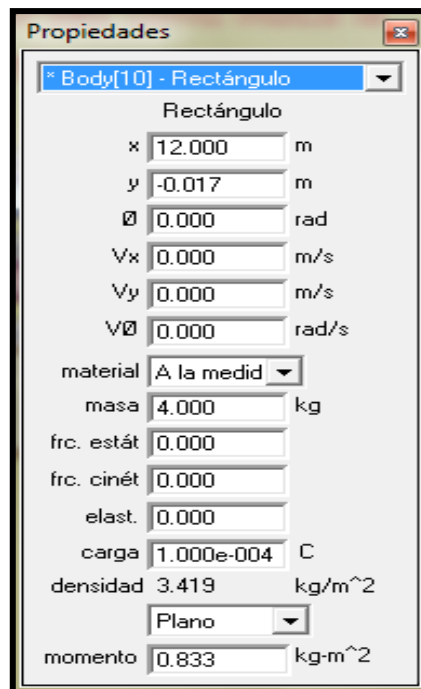 Propiedades
* Body[10] - Rectángulo
Rectángulo
x 12.000 m
y -0.017 m
Ø 0.000 rad
Vx 0.000 m/s
Vy 0.000 m/s
VØ 0.000 rad/s
material A la medid
masa 4.000 kg
frc. estát 0.000
frc. cinét 0.000
elast. 0.000
carga 1.000e-004 C
densidad 3.419 kg/m^2
Plano
momento 0.833 kg-m^2